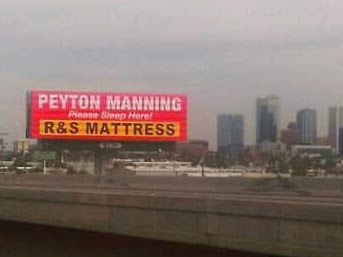 PEYTON MANNING
Please Sleep Here!
R&S MATTRESS